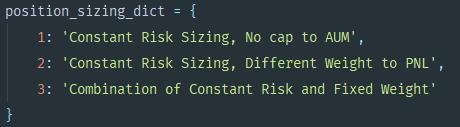 position_sizing_dict = {
    1: 'Constant Risk Sizing, No cap to AUM',
    2: 'Constant Risk Sizing, Different Weight to PNL',
    3: 'Combination of Constant Risk and Fixed Weight'
}